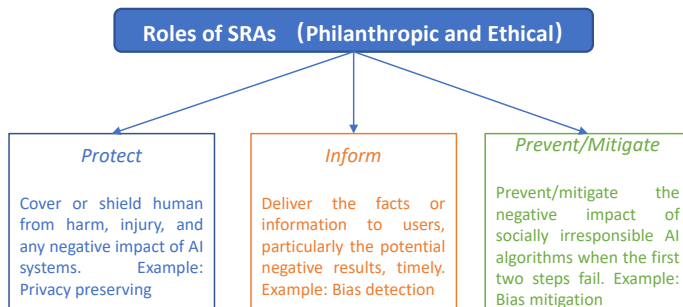 Roles of SRAs （Philanthropic and Ethical）
Protect
Cover or shield human
from harm, injury, and
any negative impact of AI
systems. Example:
Privacy preserving
Inform
Deliver the facts or
information to users,
particularly the potential
negative results, timely.
Example: Bias detection
Prevent/Mitigate
Prevent/mitigate the
negative impact of
socially irresponsible AI
algorithms when the first
two steps fail. Example:
Bias mitigation